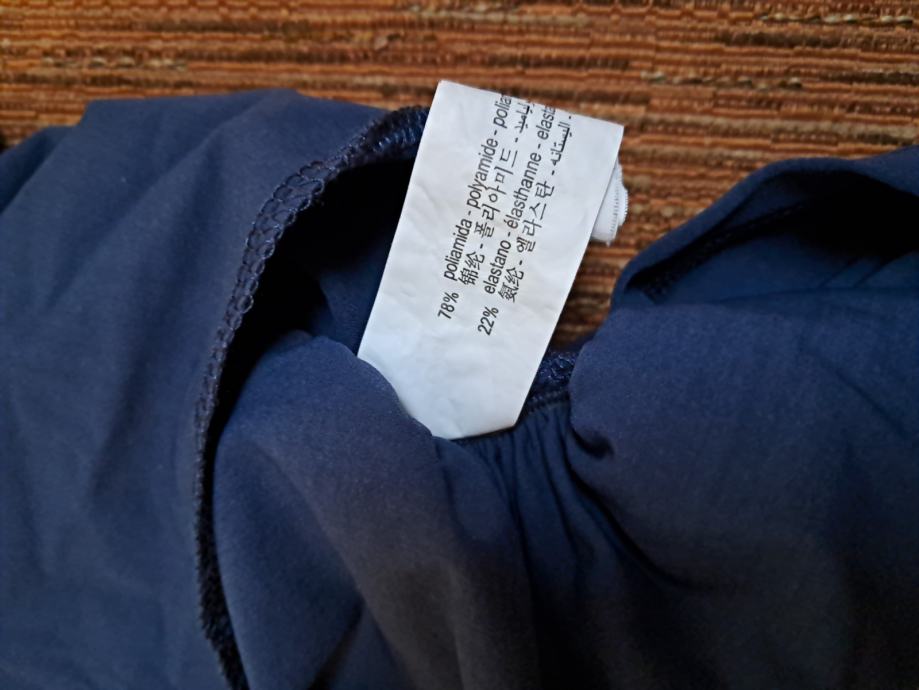 78% poliamida - polyamide - polia
锦纶 - 폴리아미드 -
22% elastano - élasthanne - elast
氨纶 - 엘라스탄 -